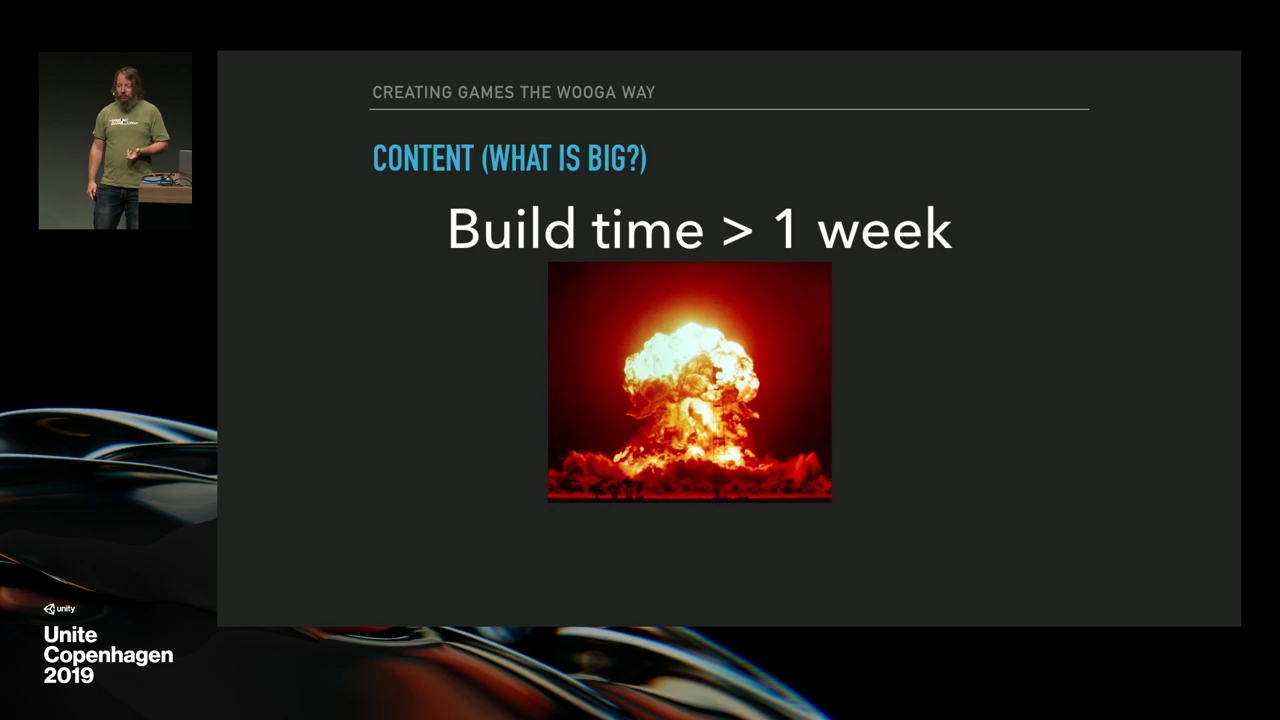 CREATING GAMES THE WOOGA WAY
CONTENT (WHAT IS BIG?)
Build time > 1 week
unity
Unite
Copenhagen
2019